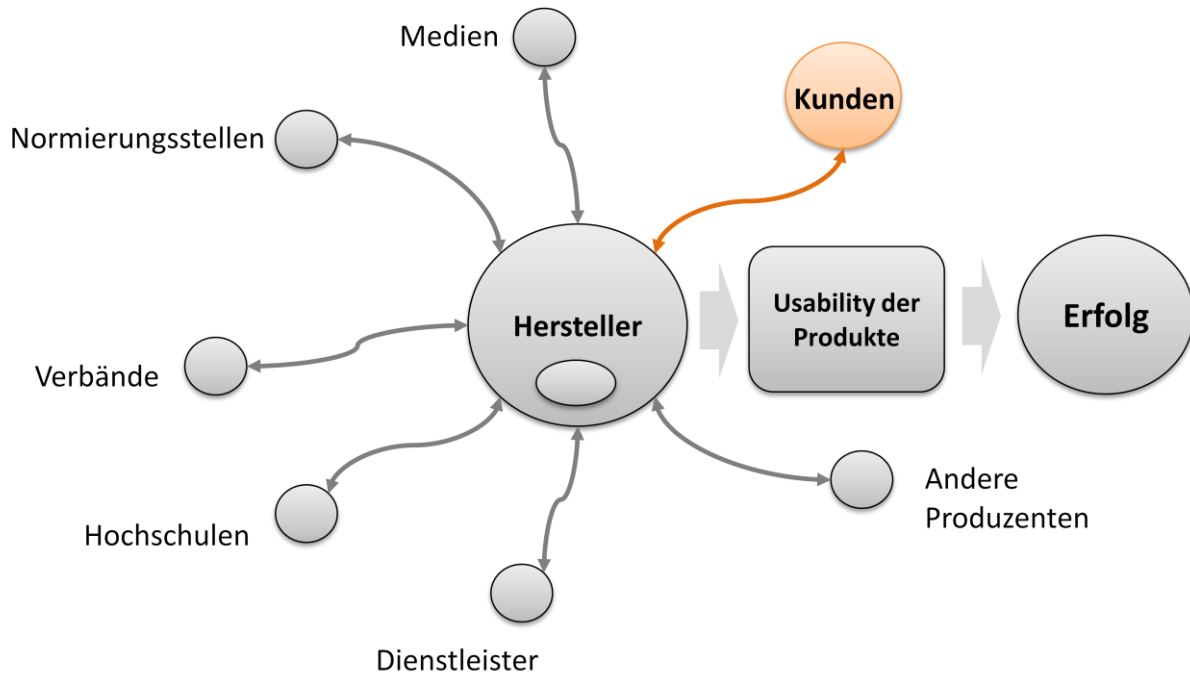 Medien
Kunden
Normierungsstellen
Hersteller
Usability der
Produkte
Erfolg
Verbände
Hochschulen
Andere
Produzenten
Dienstleister